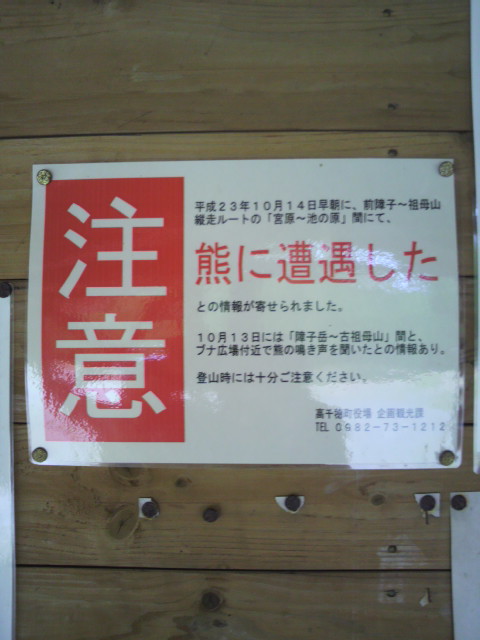 注意
平成23年10月14日早朝に、前障子～祖母山
縦走ルートの「宮原～池の原」間にて、
熊に遭遇した
との情報が寄せられました。
10月13日には「障子岳～古祖母山」間と、
ブナ広場付近で熊の鳴き声を聞いたとの情報あり。
登山時には十分ご注意ください。
高千穂町役場 企画観光課
TEL 0982-73-1212